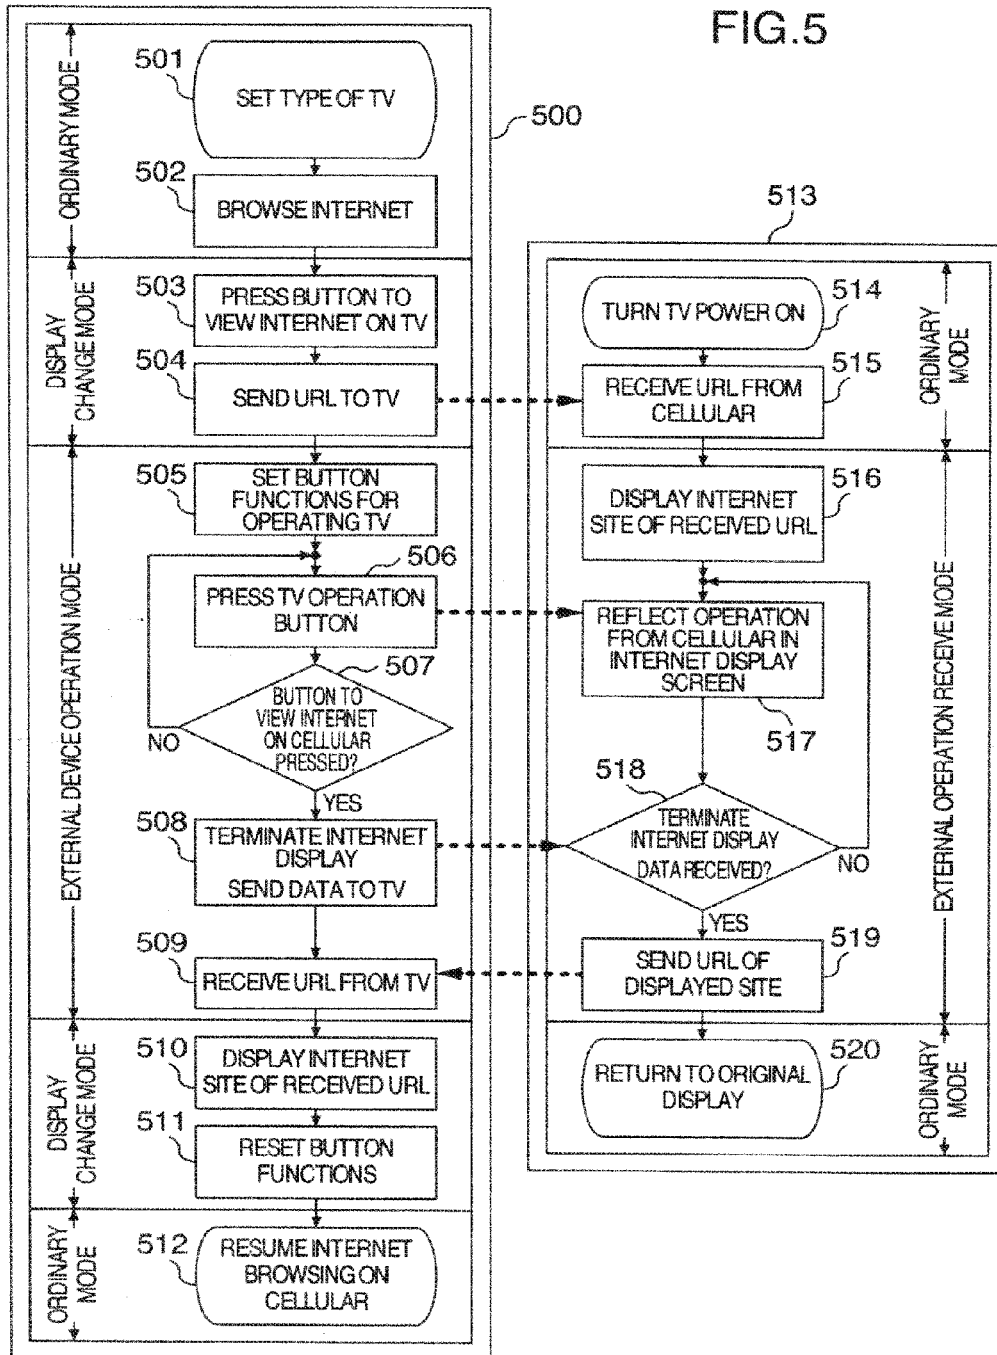 FIG.5
500
ORDINARY MODE
501
SET TYPE OF TV
502
BROWSE INTERNET
DISPLAY
CHANGE MODE
503
PRESS BUTTON TO
VIEW INTERNET ON TV
504
SEND URL TO TV
EXTERNAL DEVICE OPERATION MODE
505
SET BUTTON
FUNCTIONS FOR
OPERATING TV
506
PRESS TV OPERATION
BUTTON
507
BUTTON TO
VIEW INTERNET
ON CELLULAR
PRESSED?
NO
YES
508
TERMINATE INTERNET
DISPLAY
SEND DATA TO TV
509
RECEIVE URL FROM TV
DISPLAY
CHANGE MODE
510
DISPLAY INTERNET
SITE OF RECEIVED URL
511
RESET BUTTON
FUNCTIONS
ORDINARY
MODE
512
RESUME INTERNET
BROWSING ON
CELLULAR
513
ORDINARY
MODE
TURN TV POWER ON
514
RECEIVE URL FROM
CELLULAR
515
EXTERNAL OPERATION RECEIVE MODE
DISPLAY INTERNET
SITE OF RECEIVED URL
516
REFLECT OPERATION
FROM CELLULAR IN
INTERNET DISPLAY
SCREEN
517
518
TERMINATE
INTERNET DISPLAY
DATA RECEIVED?
NO
YES
519
SEND URL OF
DISPLAYED SITE
ORDINARY
MODE
520
RETURN TO ORIGINAL
DISPLAY